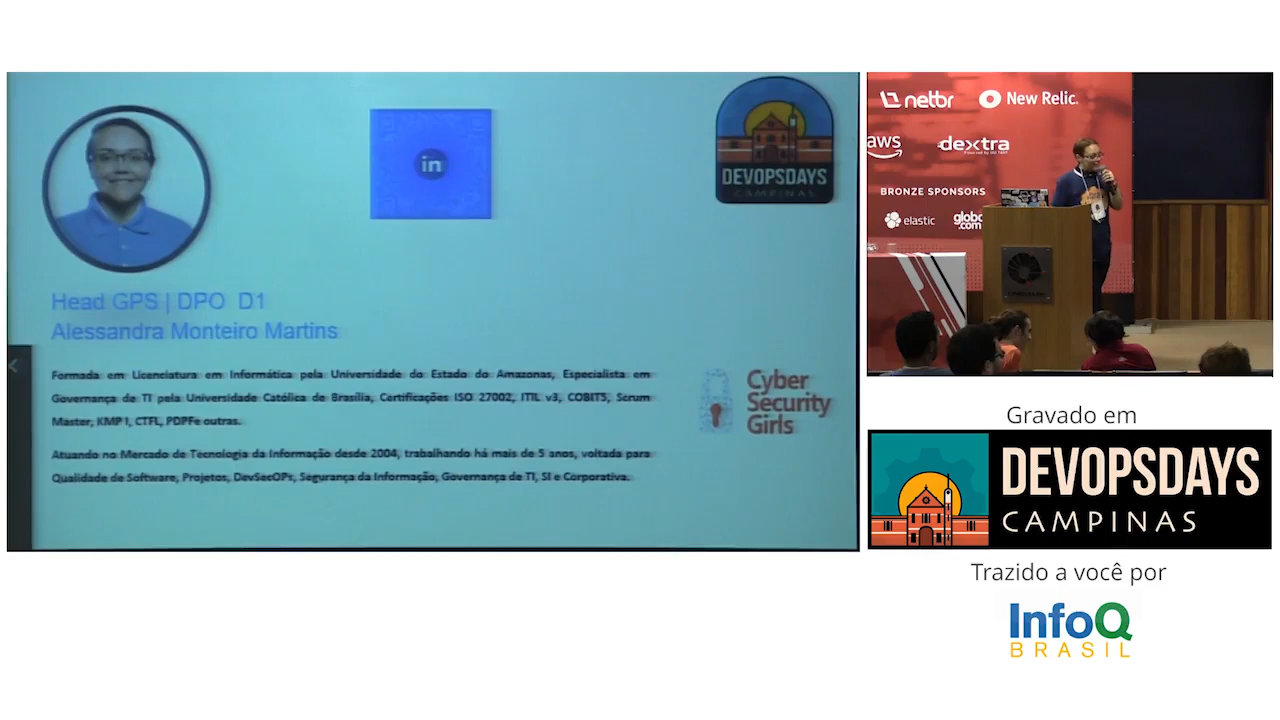 in
DEVOPSDAYS
CAMPINAS
Head GPS | DPO D1
Alessandra Monteiro Martins
Formada em Licenciatura em Informática pela Universidade do Estado do Amazonas, Especialista em
Governança de TI pela Universidade Católica de Brasília, Certificações ISO 27002, ITIL v3, COBIT5, Scrum
Master, KMP I, CTFL, PDPFe outras.
Atuando no Mercado de Tecnologia da Informação desde 2004, trabalhando há mais de 5 anos, voltada para
Qualidade de Software, Projetos, DevSecOPs, Segurança da Informação, Governança de TI, SI e Corporativa.
Cyber
Security
Girls
netbr
New Relic.
aws
dextra
BRONZE SPONSORS
elastic
globo
.com
Gravado em
DEVOPSDAYS
CAMPINAS
Trazido a você por
InfoQ
BRASIL